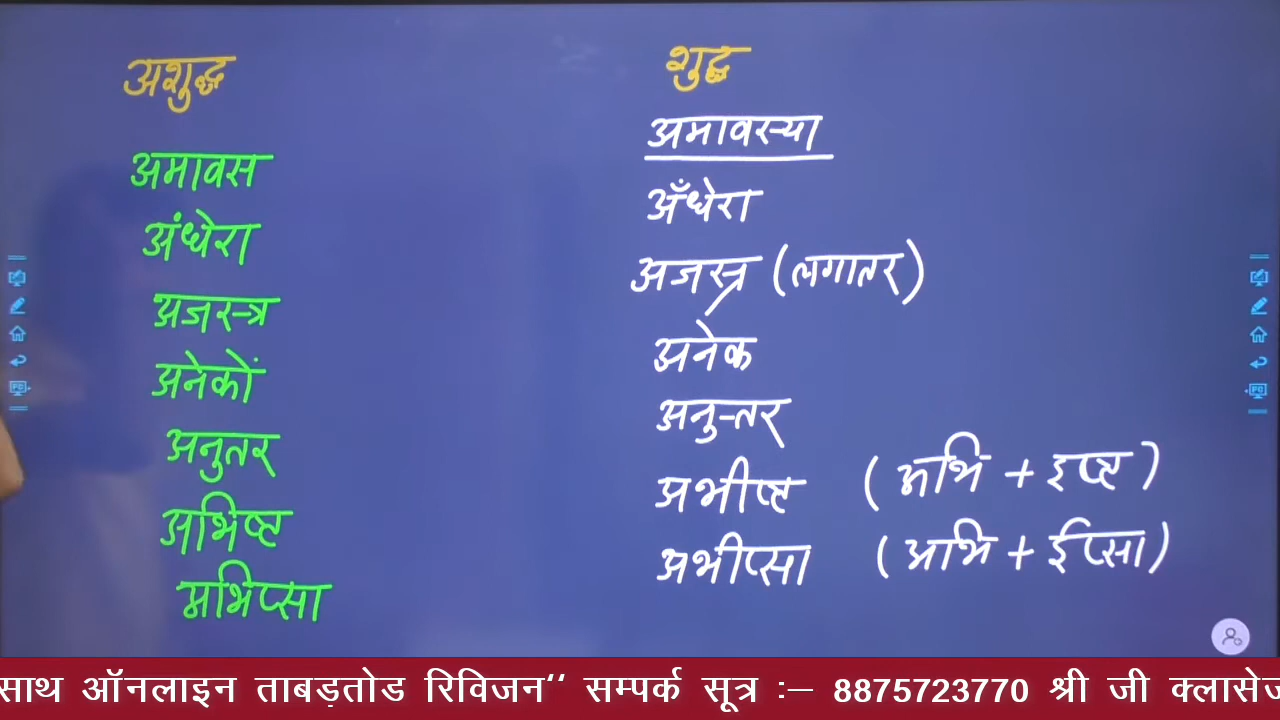 अशुद्ध शुद्ध
अमावस अमावस्या
अंधेरा अँधेरा
अजस्त्र अजस्र (लगातर)
अनेकों अनेक
अनुतर अनुत्तर
अभिष्ट अभीष्ट (अभि + इष्ट)
अभिप्सा अभीप्सा (अभि + ईप्सा)
साथ ऑनलाइन ताबड़तोड रिविजन‘‘ सम्पर्क सूत्र :– 8875723770 श्री जी क्लासेज